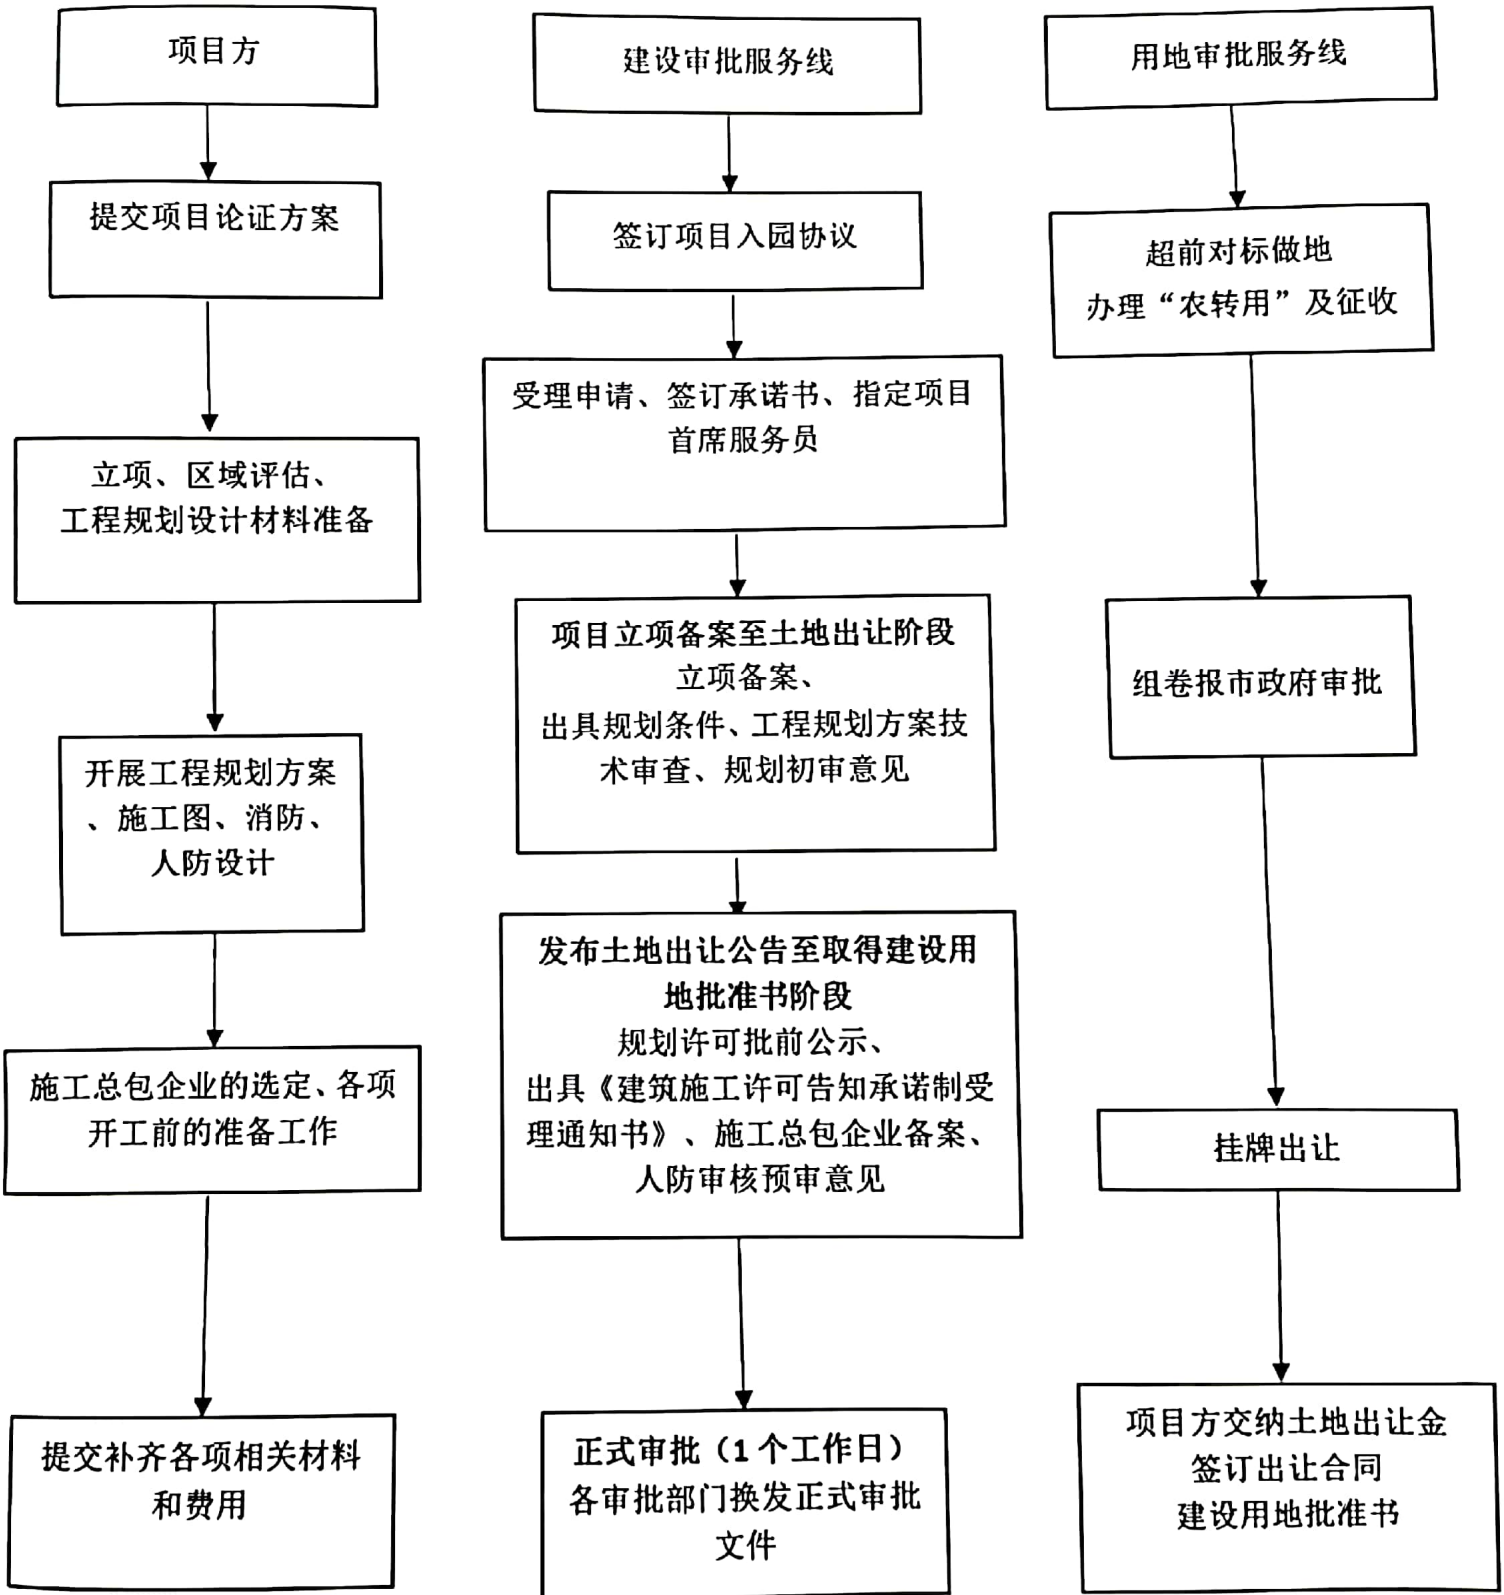 项目方
提交项目论证方案
立项、区域评估、
工程规划设计材料准备
开展工程规划方案
、施工图、消防、
人防设计
施工总包企业的选定、各项
开工前的准备工作
提交补齐各项相关材料
和费用
建设审批服务线
签订项目入园协议
受理申请、签订承诺书、指定项目
首席服务员
项目立项备案至土地出让阶段
立项备案、
出具规划条件、工程规划方案技
术审查、规划初审意见
发布土地出让公告至取得建设用
地批准书阶段
规划许可批前公示、
出具《建筑施工许可告知承诺制受
理通知书》、施工总包企业备案、
人防审核预审意见
正式审批（1个工作日）
各审批部门换发正式审批
文件
用地审批服务线
超前对标做地
办理“农转用”及征收
组卷报市政府审批
挂牌出让
项目方交纳土地出让金
签订出让合同
建设用地批准书